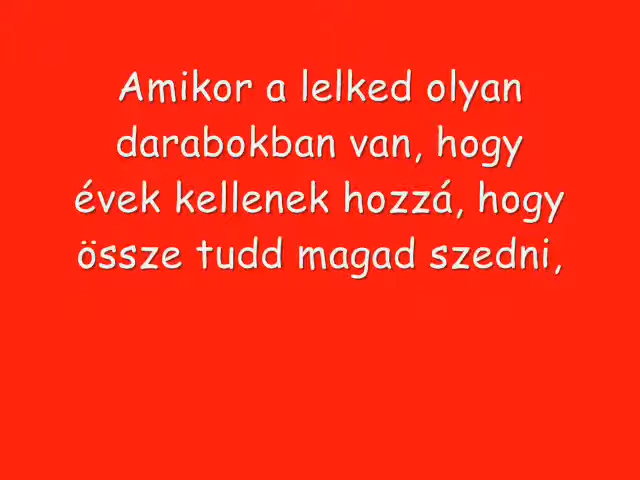 Amikor a lelked olyan
darabokban van, hogy
évek kellenek hozzá, hogy
össze tudd magad szedni,